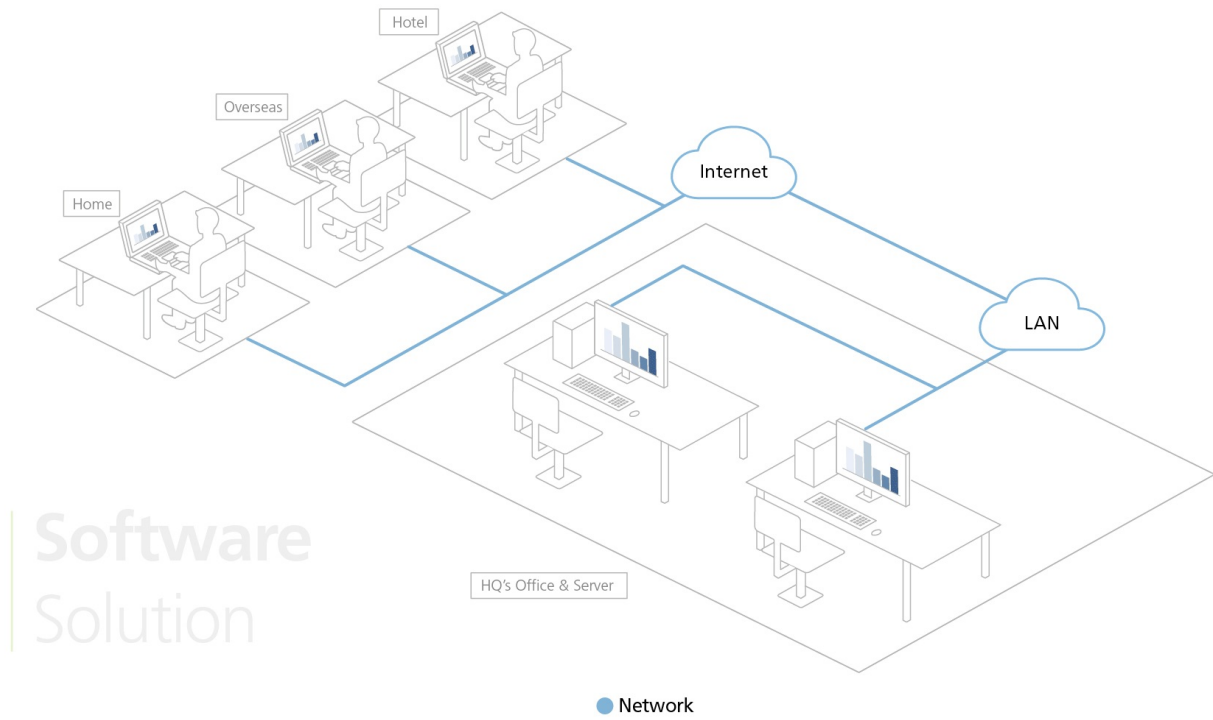 Hotel
Overseas
Home
Internet
LAN
Software
Solution
HQ's Office & Server
Network